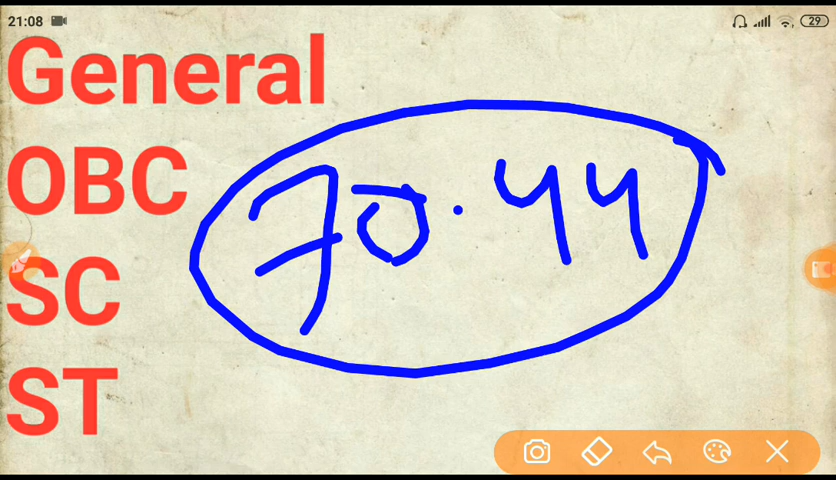 21:08
29
General
OBC
70.44
SC
ST